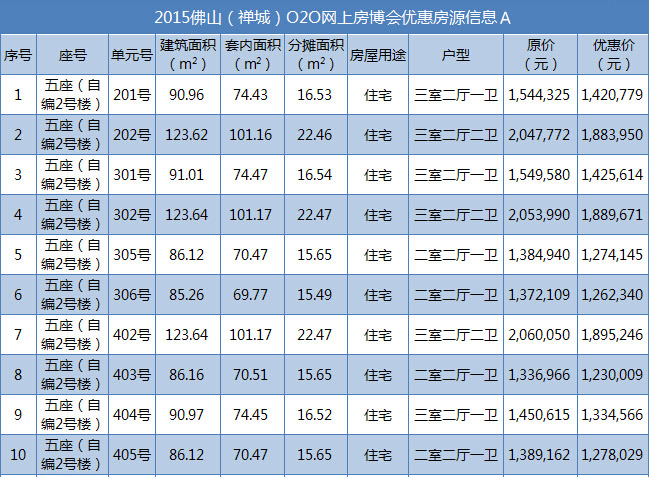 2015佛山（禅城）O2O网上房博会优惠房源信息A
序号 座号 单元号 建筑面积（m²） 套内面积（m²） 分摊面积（m²） 房屋用途 户型 原价（元） 优惠价（元）
1 五座（自编2号楼） 201号 90.96 74.43 16.53 住宅 三室二厅一卫 1,544,325 1,420,779
2 五座（自编2号楼） 202号 123.62 101.16 22.46 住宅 三室二厅二卫 2,047,772 1,883,950
3 五座（自编2号楼） 301号 91.01 74.47 16.54 住宅 三室二厅一卫 1,549,580 1,425,614
4 五座（自编2号楼） 302号 123.64 101.17 22.47 住宅 三室二厅二卫 2,053,990 1,889,671
5 五座（自编2号楼） 305号 86.12 70.47 15.65 住宅 二室二厅一卫 1,384,940 1,274,145
6 五座（自编2号楼） 306号 85.26 69.77 15.49 住宅 二室二厅一卫 1,372,109 1,262,340
7 五座（自编2号楼） 402号 123.64 101.17 22.47 住宅 三室二厅二卫 2,060,050 1,895,246
8 五座（自编2号楼） 403号 86.16 70.51 15.65 住宅 二室二厅一卫 1,336,966 1,230,009
9 五座（自编2号楼） 404号 90.97 74.45 16.52 住宅 三室二厅一卫 1,450,615 1,334,566
10 五座（自编2号楼） 405号 86.12 70.47 15.65 住宅 二室二厅一卫 1,389,162 1,278,029